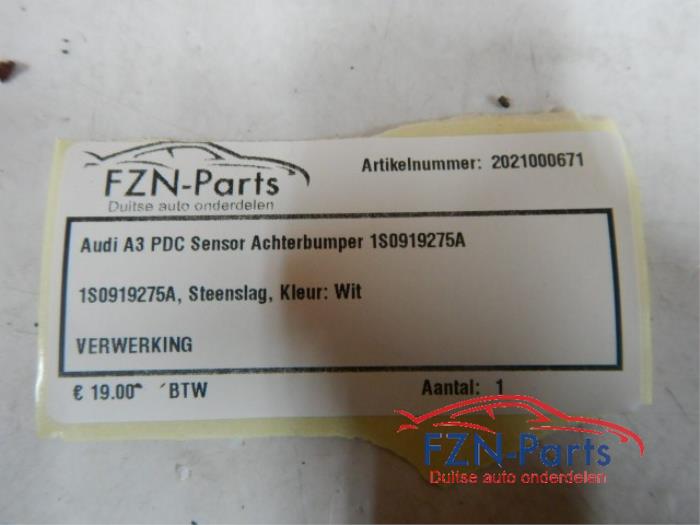 FZN-Parts
Duitse auto onderdelen
Artikelnummer: 2021000671
Audi A3 PDC Sensor Achterbumper 1S0919275A
1S0919275A, Steenslag, Kleur: Wit
VERWERKING
€ 19.00 BTW
Aantal: 1
FZN-Parts
Duitse auto onderdelen